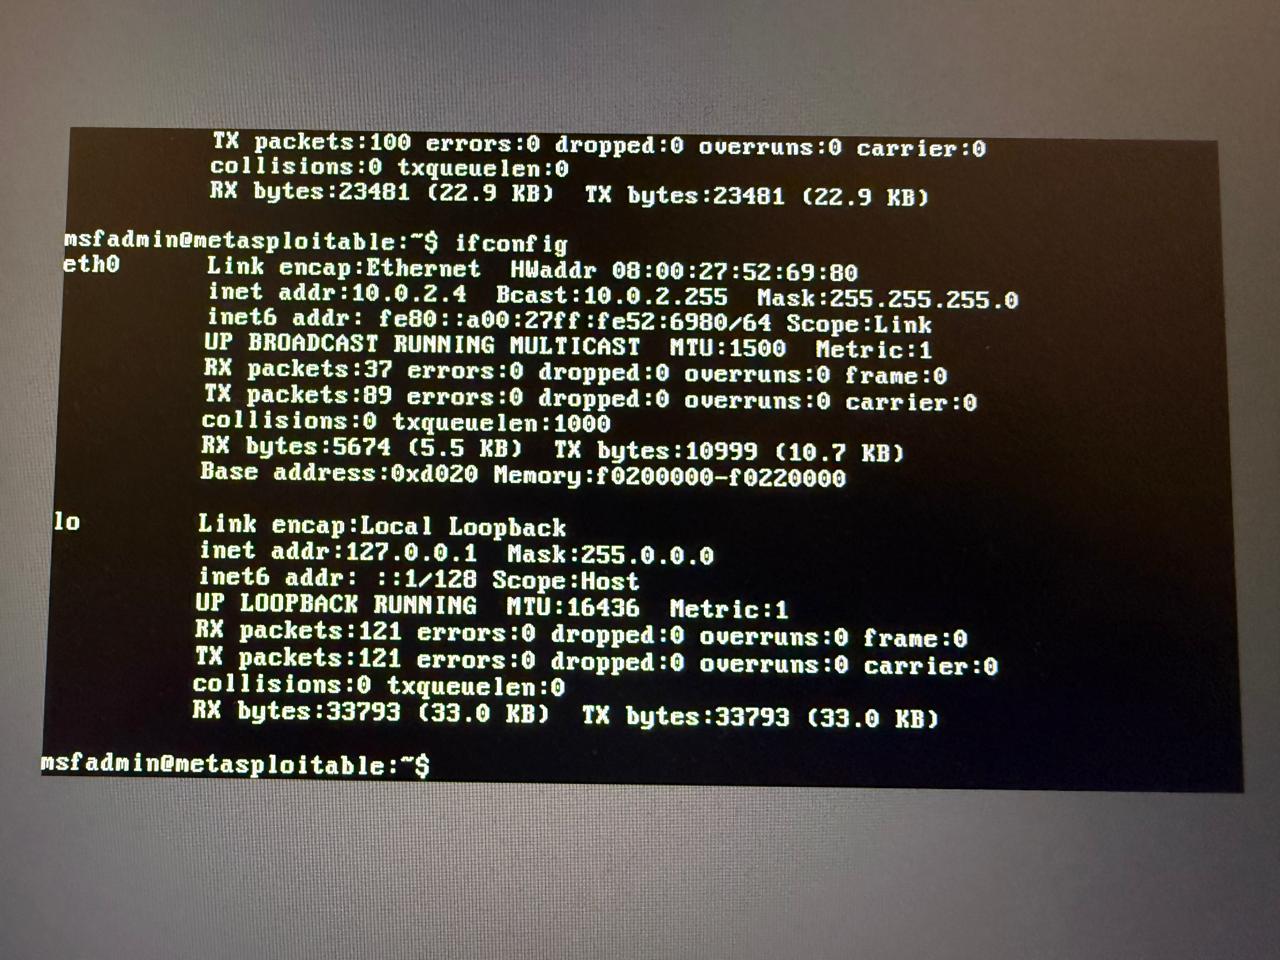 TX packets:100 errors:0 dropped:0 overruns:0 carrier:0
collisions:0 txqueuelen:0
RX bytes:23481 (22.9 KB)  TX bytes:23481 (22.9 KB)
msfadmin@metasploitable:~$ ifconfig
eth0      Link encap:Ethernet  HWaddr 08:00:27:52:69:80
inet addr:10.0.2.4  Bcast:10.0.2.255  Mask:255.255.255.0
inet6 addr: fe80::a00:27ff:fe52:6980/64 Scope:Link
UP BROADCAST RUNNING MULTICAST  MTU:1500  Metric:1
RX packets:37 errors:0 dropped:0 overruns:0 frame:0
TX packets:89 errors:0 dropped:0 overruns:0 carrier:0
collisions:0 txqueuelen:1000
RX bytes:5674 (5.5 KB)  TX bytes:10999 (10.7 KB)
Base address:0xd020 Memory:f0200000-f0220000
lo        Link encap:Local Loopback
inet addr:127.0.0.1  Mask:255.0.0.0
inet6 addr: ::1/128 Scope:Host
UP LOOPBACK RUNNING  MTU:16436  Metric:1
RX packets:121 errors:0 dropped:0 overruns:0 frame:0
TX packets:121 errors:0 dropped:0 overruns:0 carrier:0
collisions:0 txqueuelen:0
RX bytes:33793 (33.0 KB)  TX bytes:33793 (33.0 KB)
msfadmin@metasploitable:~$